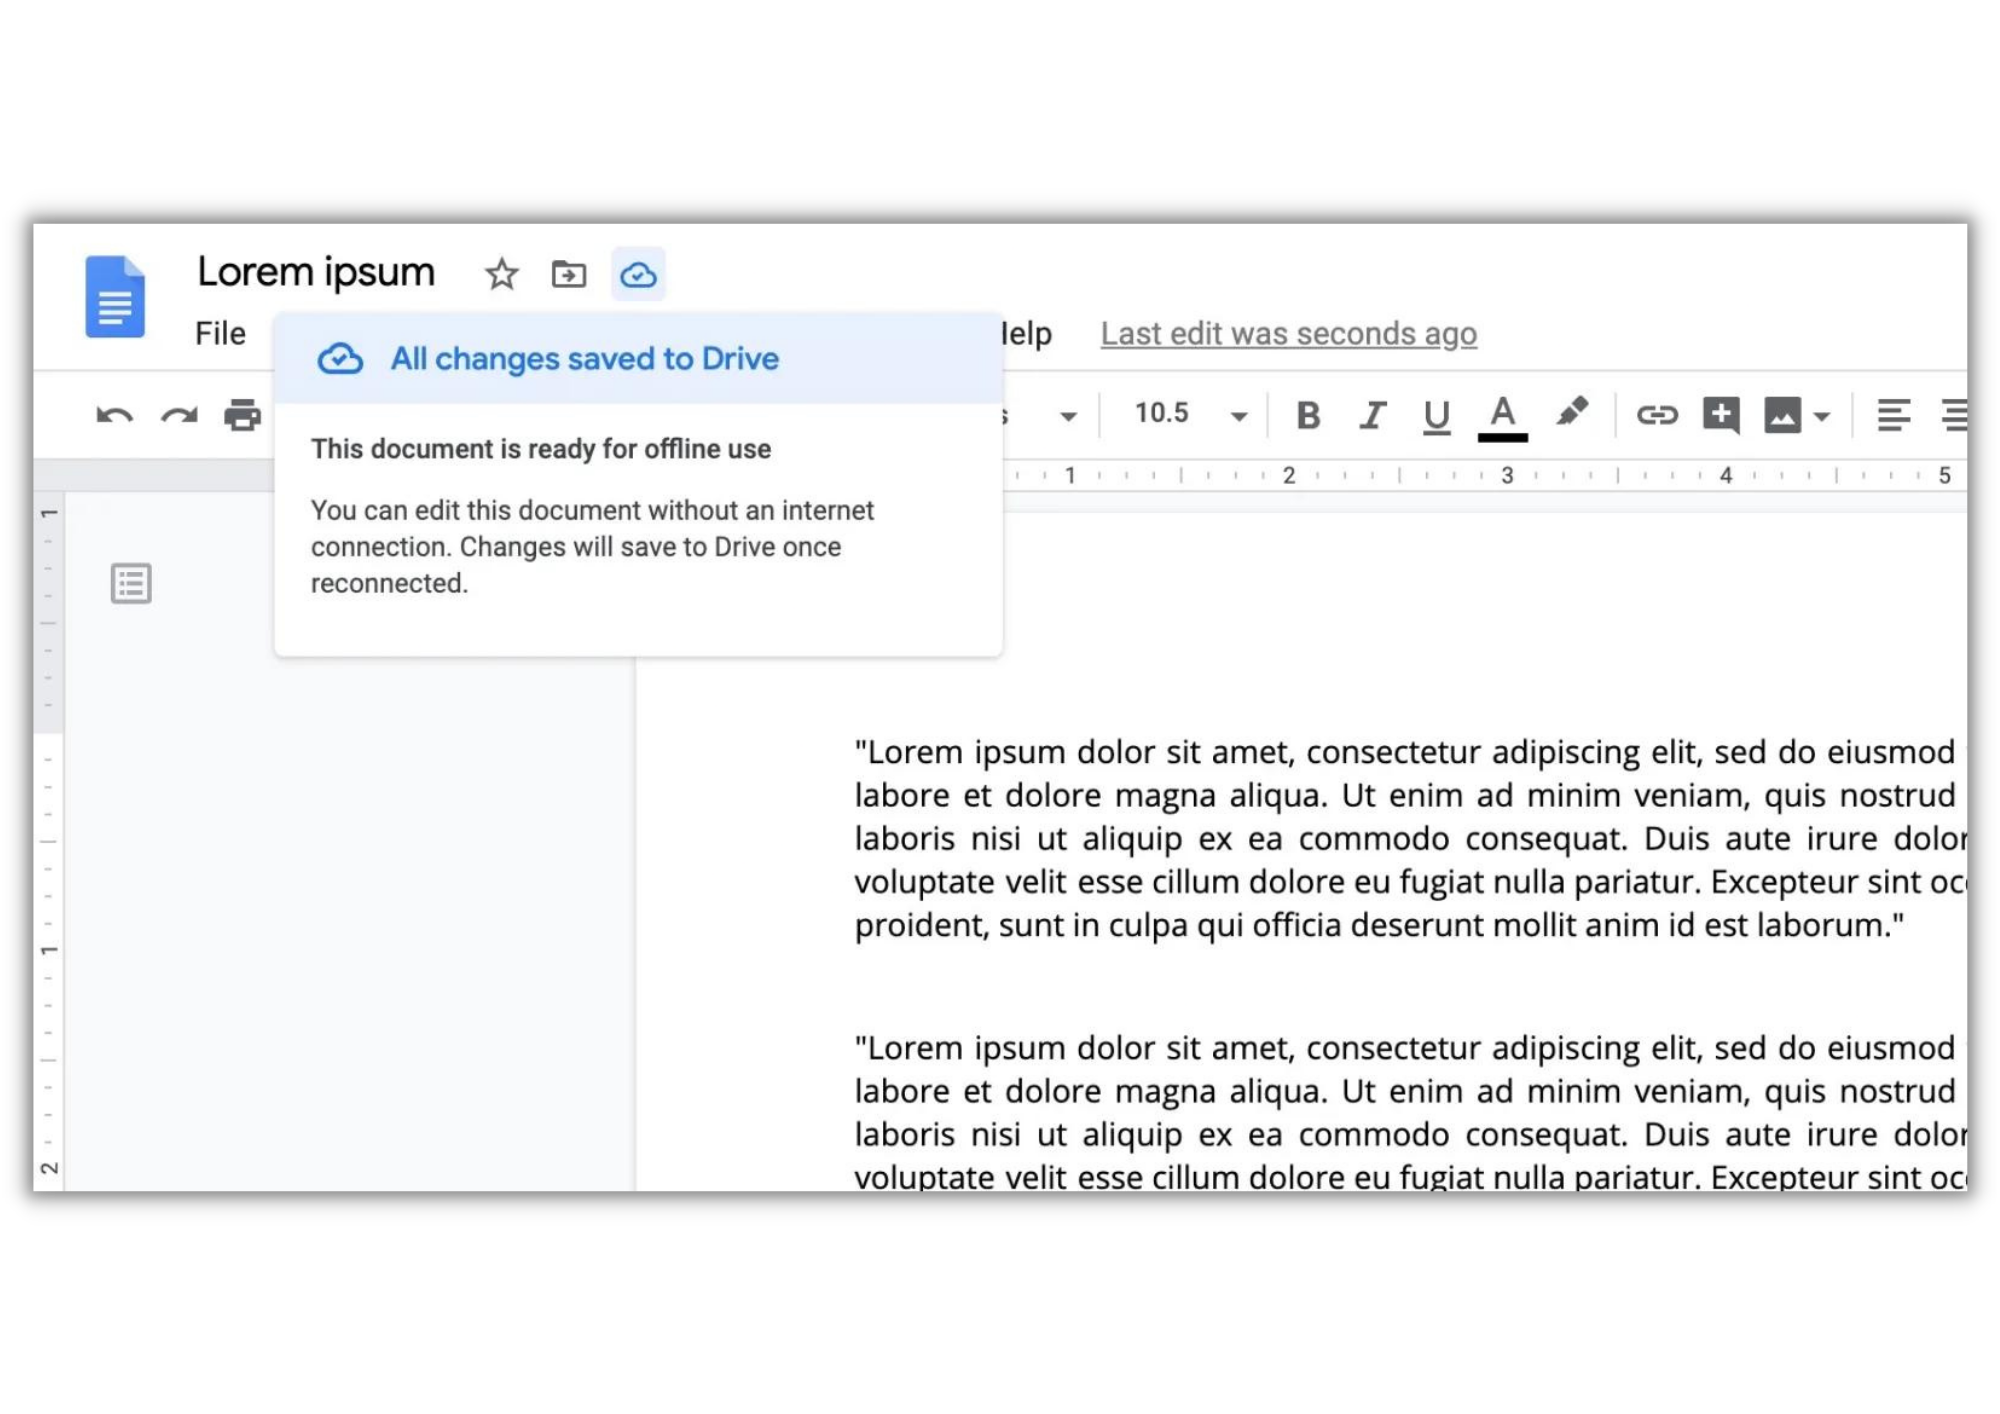 Lorem ipsum
File
Help Last edit was seconds ago
All changes saved to Drive
10.5 B I U A
This document is ready for offline use
1 2 3 4 5
You can edit this document without an internet
connection. Changes will save to Drive once
reconnected.
1
1
2
"Lorem ipsum dolor sit amet, consectetur adipiscing elit, sed do eiusmod
labore et dolore magna aliqua. Ut enim ad minim veniam, quis nostrud
laboris nisi ut aliquip ex ea commodo consequat. Duis aute irure dolor
voluptate velit esse cillum dolore eu fugiat nulla pariatur. Excepteur sint
proident, sunt in culpa qui officia deserunt mollit anim id est laborum."
"Lorem ipsum dolor sit amet, consectetur adipiscing elit, sed do eiusmod
labore et dolore magna aliqua. Ut enim ad minim veniam, quis nostrud
laboris nisi ut aliquip ex ea commodo consequat. Duis aute irure dolor
voluptate velit esse cillum dolore eu fugiat nulla pariatur. Excepteur sint